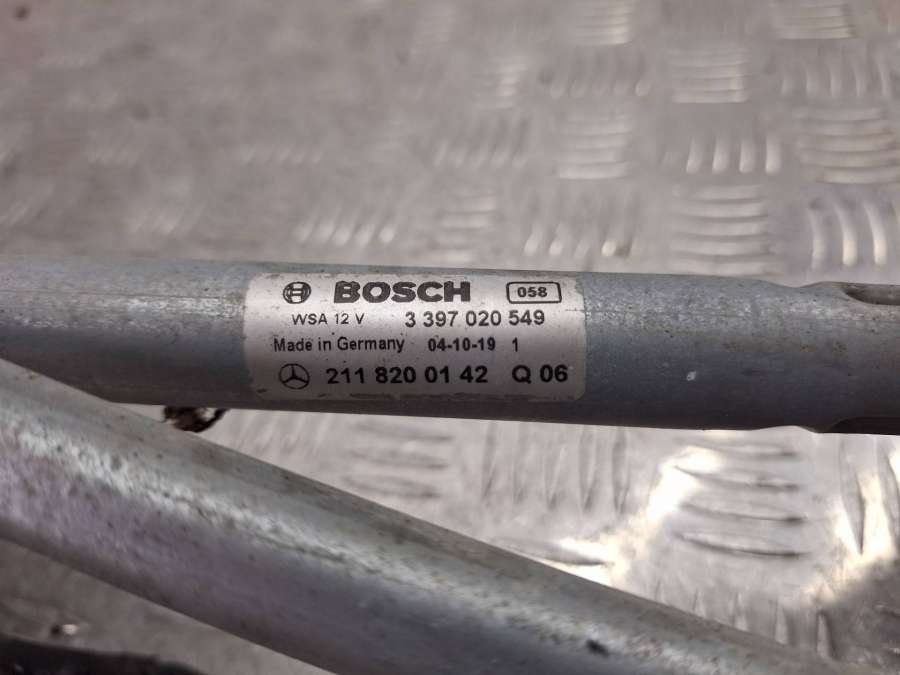 BOSCH 058
WSA 12 V 3 397 020 549
Made in Germany 04-10-19 1
211 820 01 42 Q 06